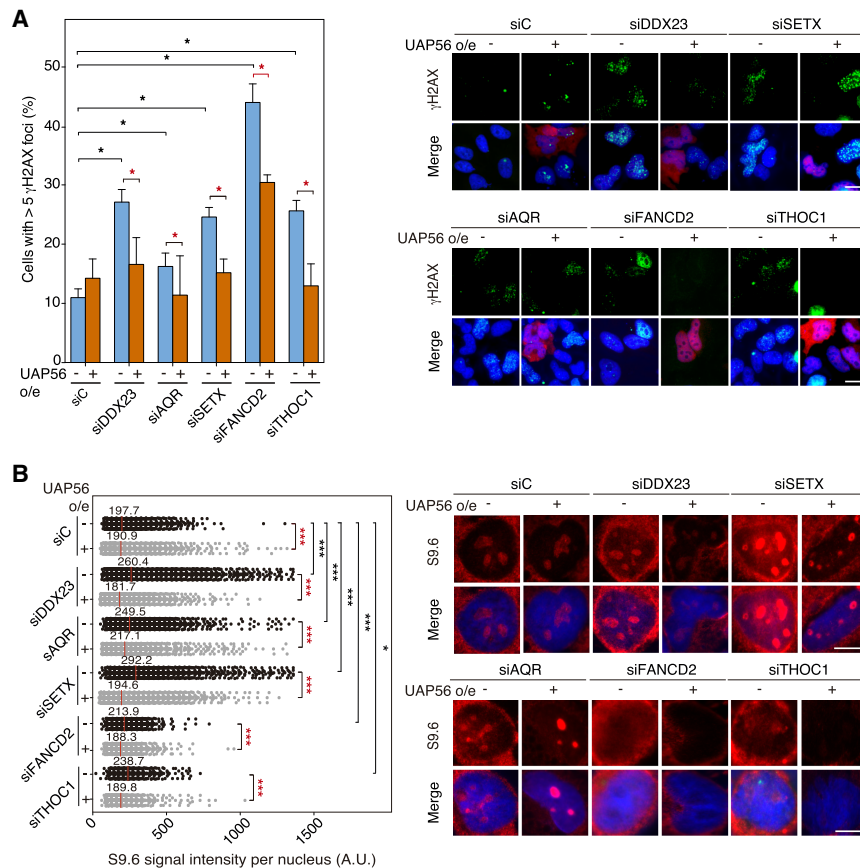 A
Cells with > 5 γH2AX foci (%)
50
40
30
20
10
0
*
*
*
*
*
*
*
*
*
*
UAP56
o/e
- + - + - + - + - + - +
siC
siDDX23
siAQR
siSETX
siFANCD2
siTHOC1
siC siDDX23 siSETX
UAP56 o/e - + - + - +
γH2AX
Merge
siAQR siFANCD2 siTHOC1
UAP56 o/e - + - + - +
γH2AX
Merge
B
UAP56
o/e
siC
-
197.7
+
190.9
siDDX23
-
260.4
+
181.7
sAQR
-
249.5
+
217.1
siSETX
-
292.2
+
194.6
siFANCD2
-
213.9
+
188.3
siTHOC1
-
238.7
+
189.8
***
***
***
***
***
***
***
***
***
***
*
0 500 1000 1500
S9.6 signal intensity per nucleus (A.U.)
siC siDDX23 siSETX
UAP56 o/e - + - + - +
S9.6
Merge
siAQR siFANCD2 siTHOC1
UAP56 o/e - + - + - +
S9.6
Merge